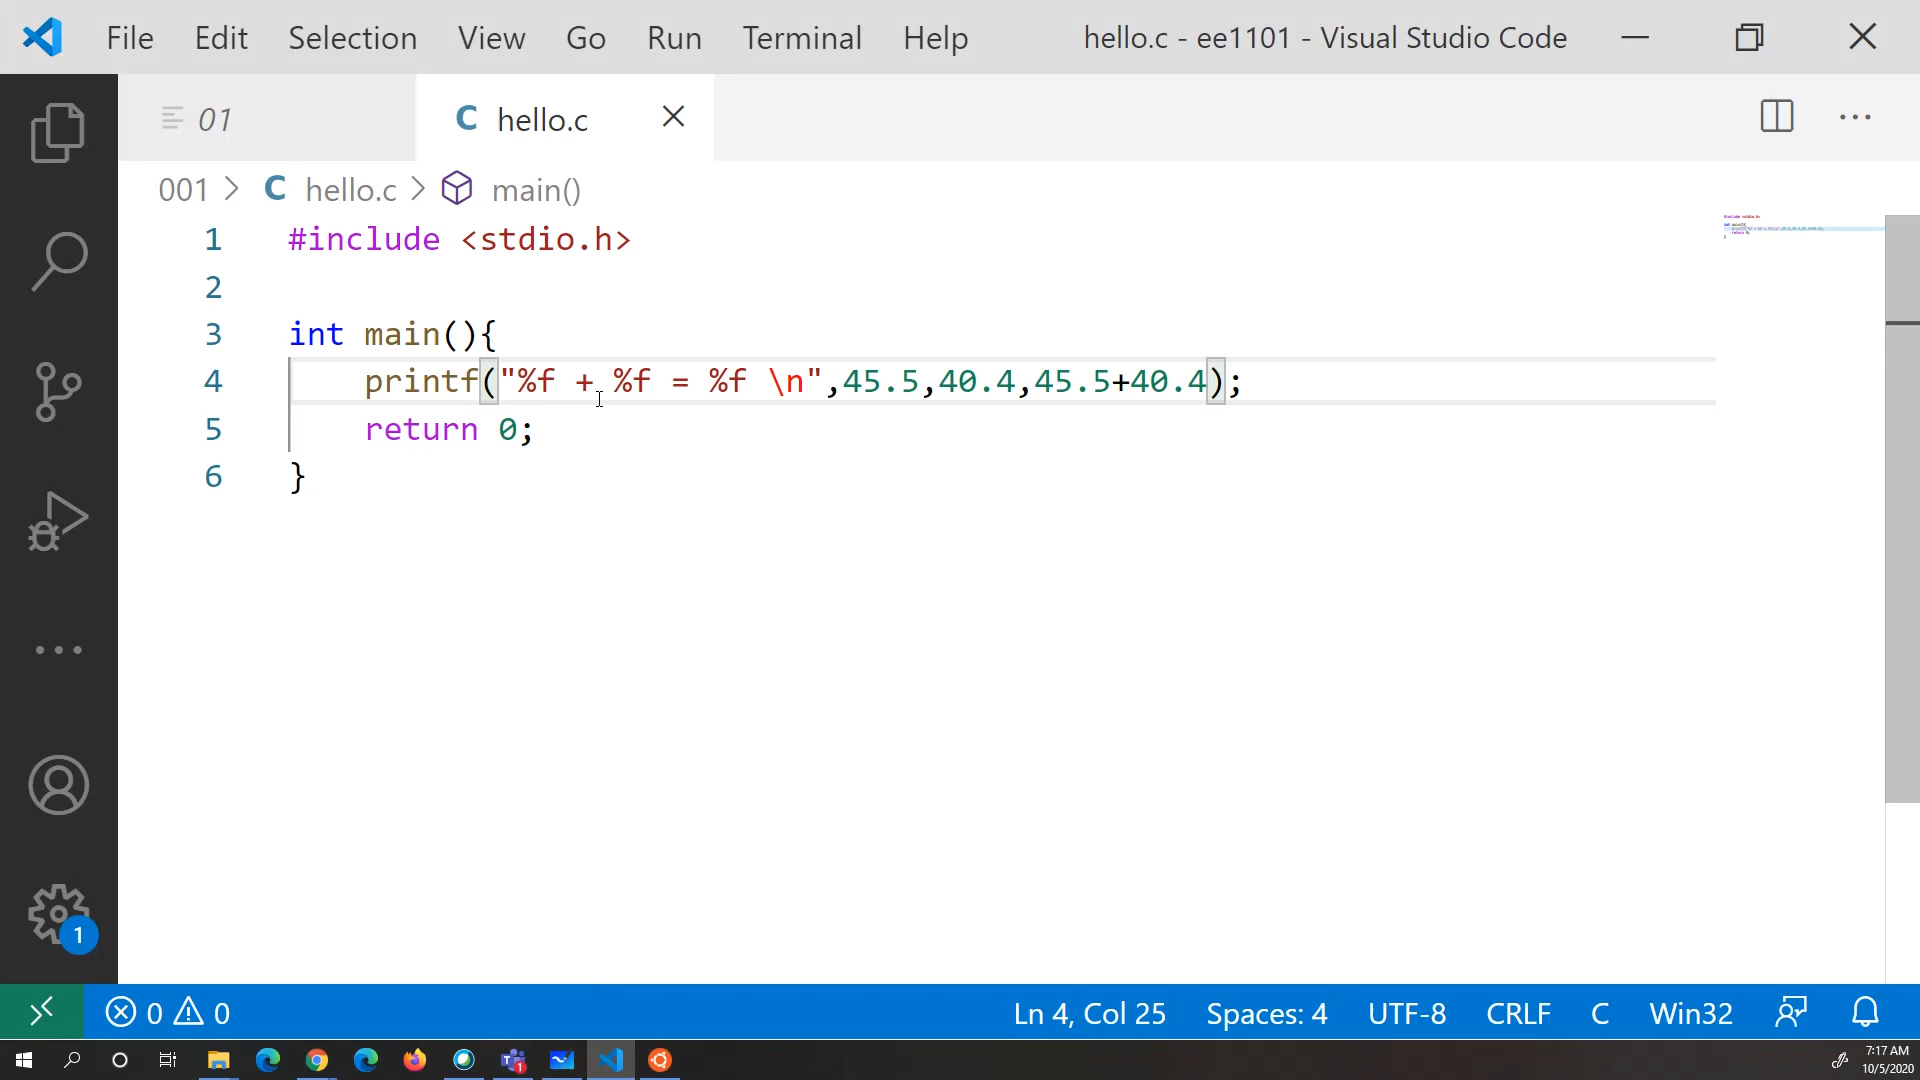 File Edit Selection View Go Run Terminal Help hello.c - ee1101 - Visual Studio Code
01 C hello.c
001 > C hello.c > main()
1 #include <stdio.h>
2
3 int main(){
4 printf("%f + %f = %f \n",45.5,40.4,45.5+40.4);
5 return 0;
6 }
1
0 0 Ln 4, Col 25 Spaces: 4 UTF-8 CRLF C Win32
1
7:17 AM
10/5/2020